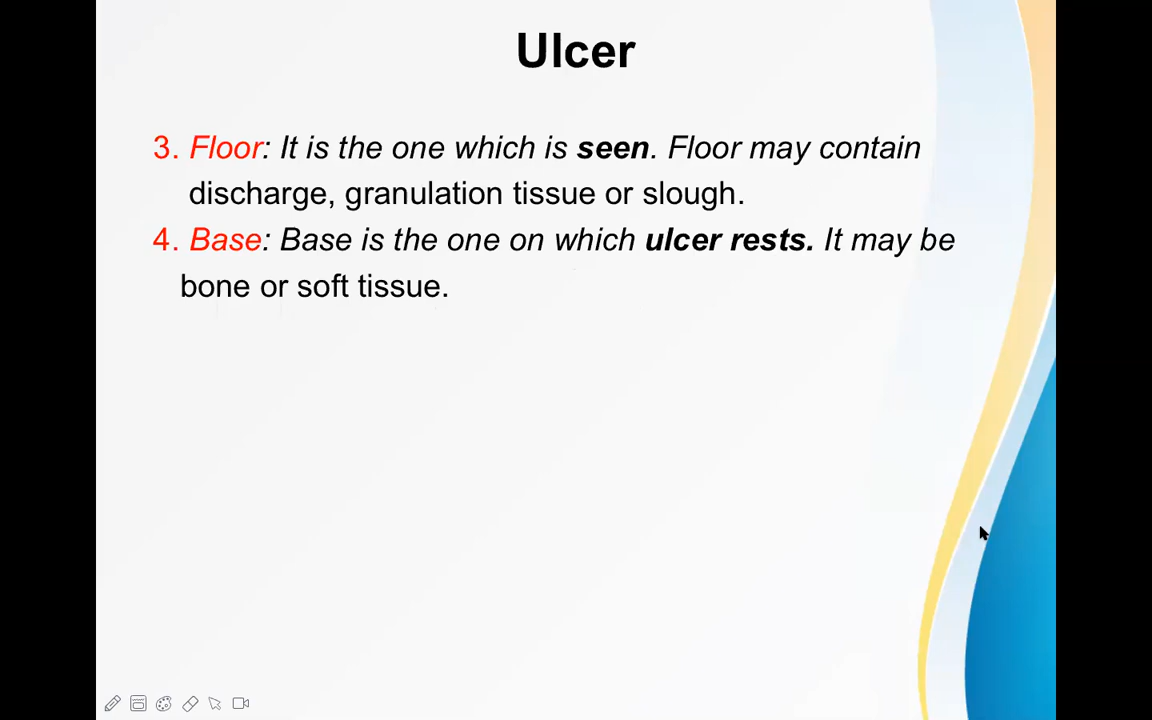 Ulcer
3. Floor: It is the one which is seen. Floor may contain
discharge, granulation tissue or slough.
4. Base: Base is the one on which ulcer rests. It may be
bone or soft tissue.